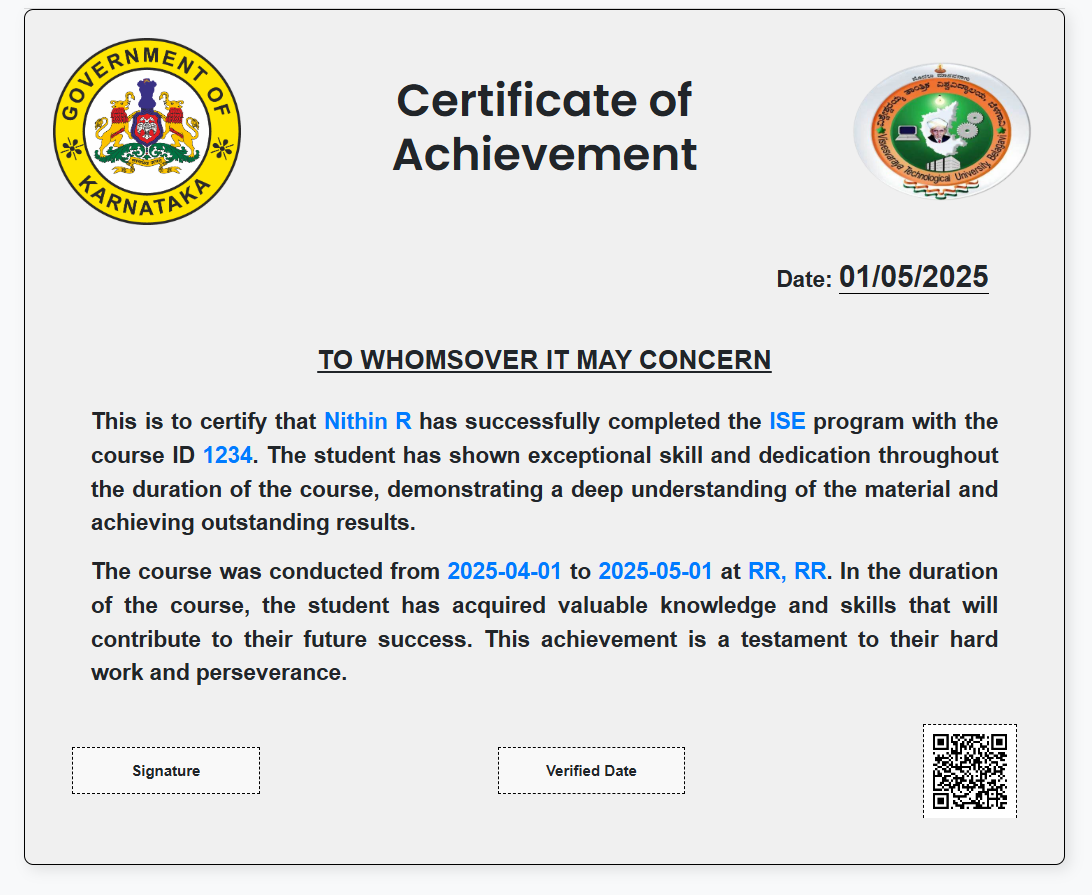 GOVERNMENT OF
KARNATAKA
Certificate of
Achievement
Visvesvaraya Technological University, Belagavi
Date: 01/05/2025
TO WHOMSOVER IT MAY CONCERN
This is to certify that Nithin R has successfully completed the ISE program with the
course ID 1234. The student has shown exceptional skill and dedication throughout
the duration of the course, demonstrating a deep understanding of the material and
achieving outstanding results.
The course was conducted from 2025-04-01 to 2025-05-01 at RR, RR. In the duration
of the course, the student has acquired valuable knowledge and skills that will
contribute to their future success. This achievement is a testament to their hard
work and perseverance.
Signature
Verified Date